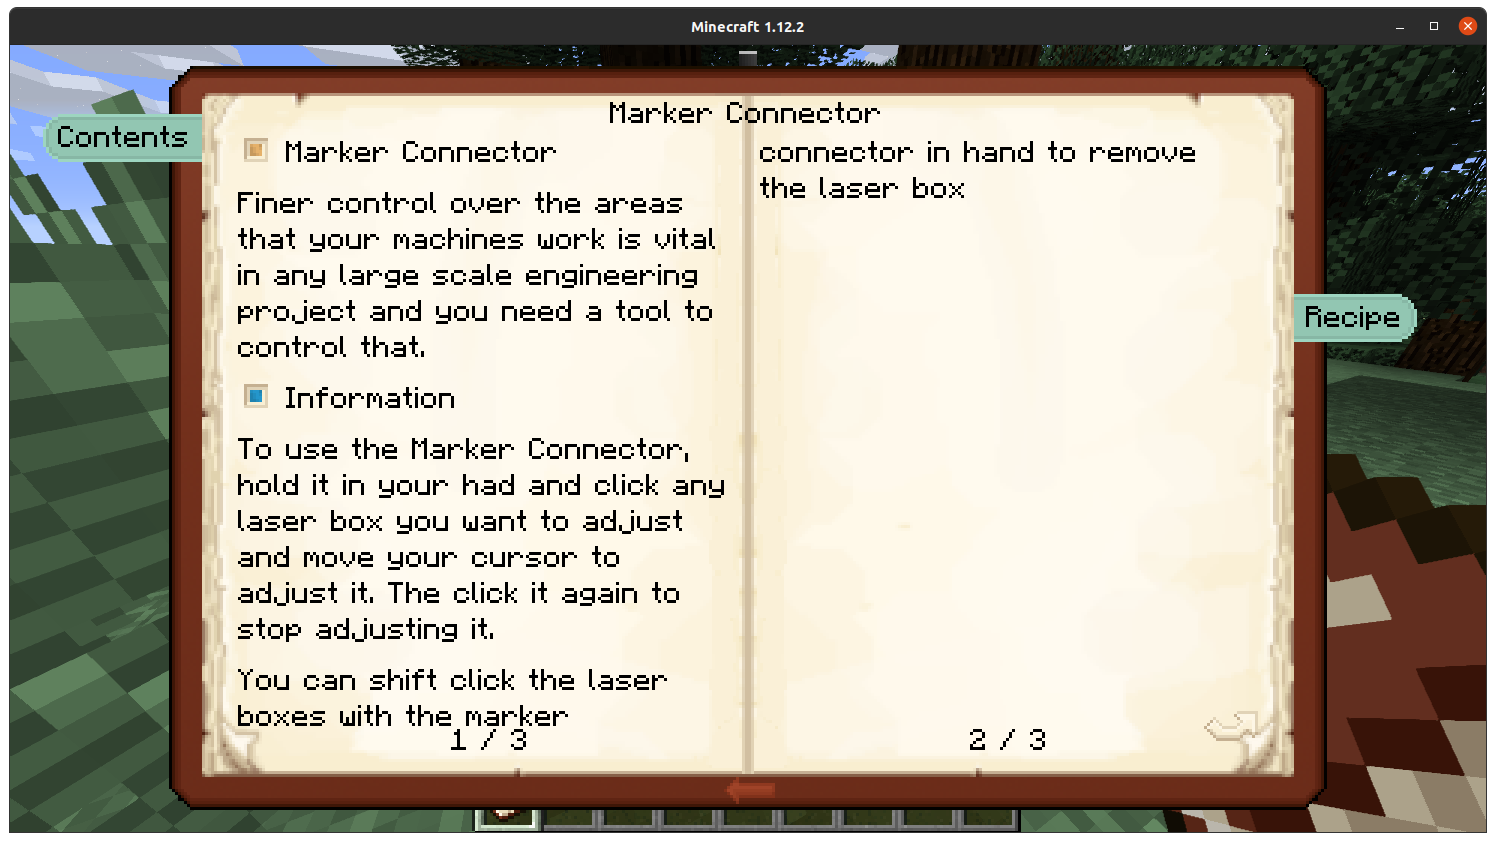 Minecraft 1.12.2
Marker Connector
Contents
Marker Connector
Finer control over the areas
that your machines work is vital
in any large scale engineering
project and you need a tool to
control that.
Information
To use the Marker Connector,
hold it in your had and click any
laser box you want to adjust
and move your cursor to
adjust it. The click it again to
stop adjusting it.
You can shift click the laser
boxes with the marker
1 / 3
connector in hand to remove
the laser box
2 / 3
Recipe